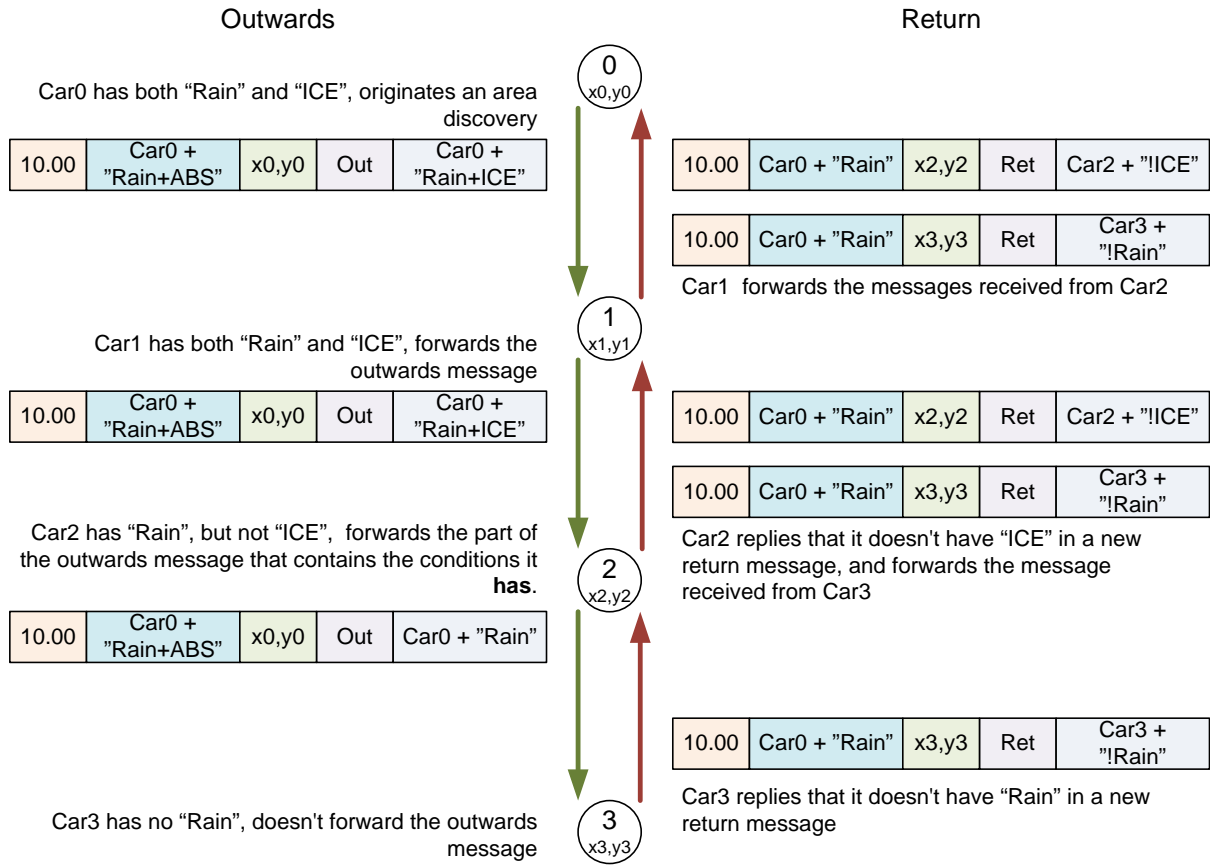 Outwards
Return
0
x0,y0
Car0 has both “Rain” and “ICE”, originates an area
discovery
10.00
Car0 +
”Rain+ABS”
x0,y0
Out
Car0 +
"Rain+ICE”
10.00
Car0 + ”Rain”
x2,y2
Ret
Car2 + "!ICE”
10.00
Car0 + ”Rain”
x3,y3
Ret
Car3 +
"!Rain”
Car1  forwards the messages received from Car2
1
x1,y1
Car1 has both “Rain” and “ICE”, forwards the
outwards message
10.00
Car0 +
”Rain+ABS”
x0,y0
Out
Car0 +
"Rain+ICE”
10.00
Car0 + ”Rain”
x2,y2
Ret
Car2 + "!ICE”
10.00
Car0 + ”Rain”
x3,y3
Ret
Car3 +
"!Rain”
Car2 has “Rain”, but not “ICE”,  forwards the part of
the outwards message that contains the conditions it
has.
2
x2,y2
Car2 replies that it doesn't have “ICE” in a new
return message, and forwards the message
received from Car3
10.00
Car0 +
”Rain+ABS”
x0,y0
Out
Car0 + "Rain”
10.00
Car0 + ”Rain”
x3,y3
Ret
Car3 +
"!Rain”
Car3 has no “Rain”, doesn't forward the outwards
message
3
x3,y3
Car3 replies that it doesn't have “Rain” in a new
return message